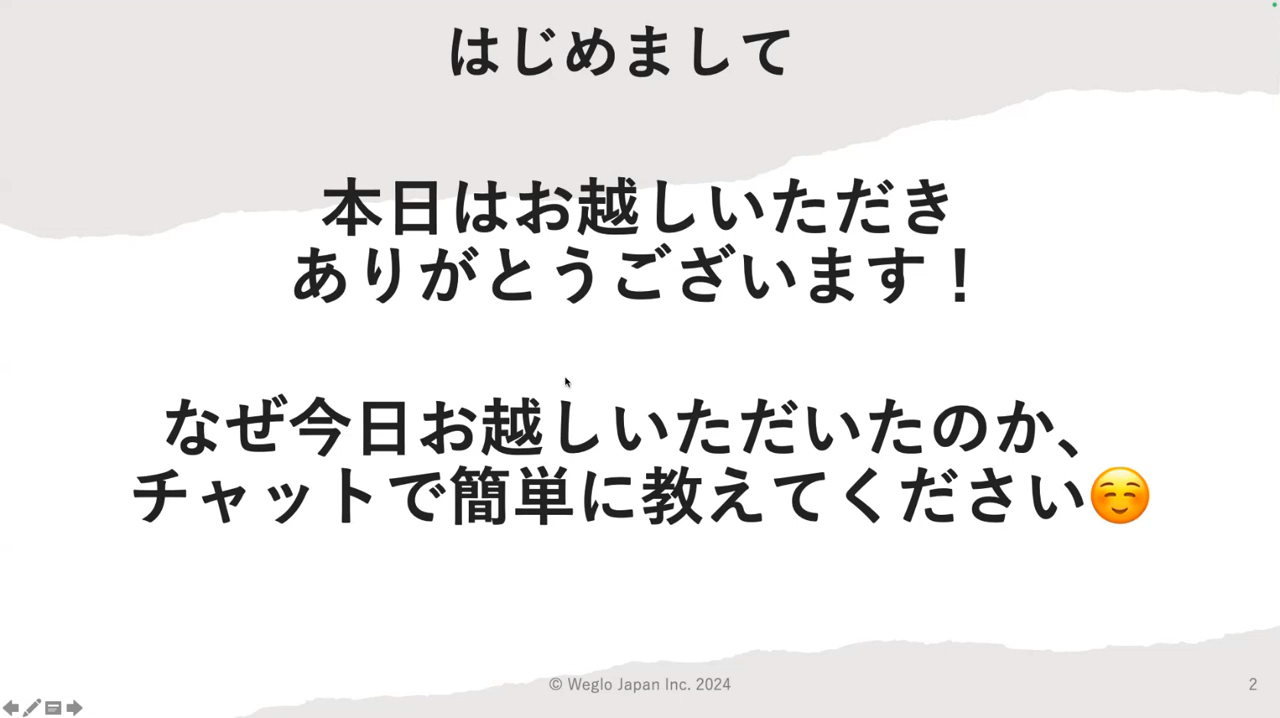 はじめまして
本日はお越しいただき
ありがとうございます！
なぜ今日お越しいただいたのか、
チャットで簡単に教えてください☺️
© Weglo Japan Inc. 2024
2